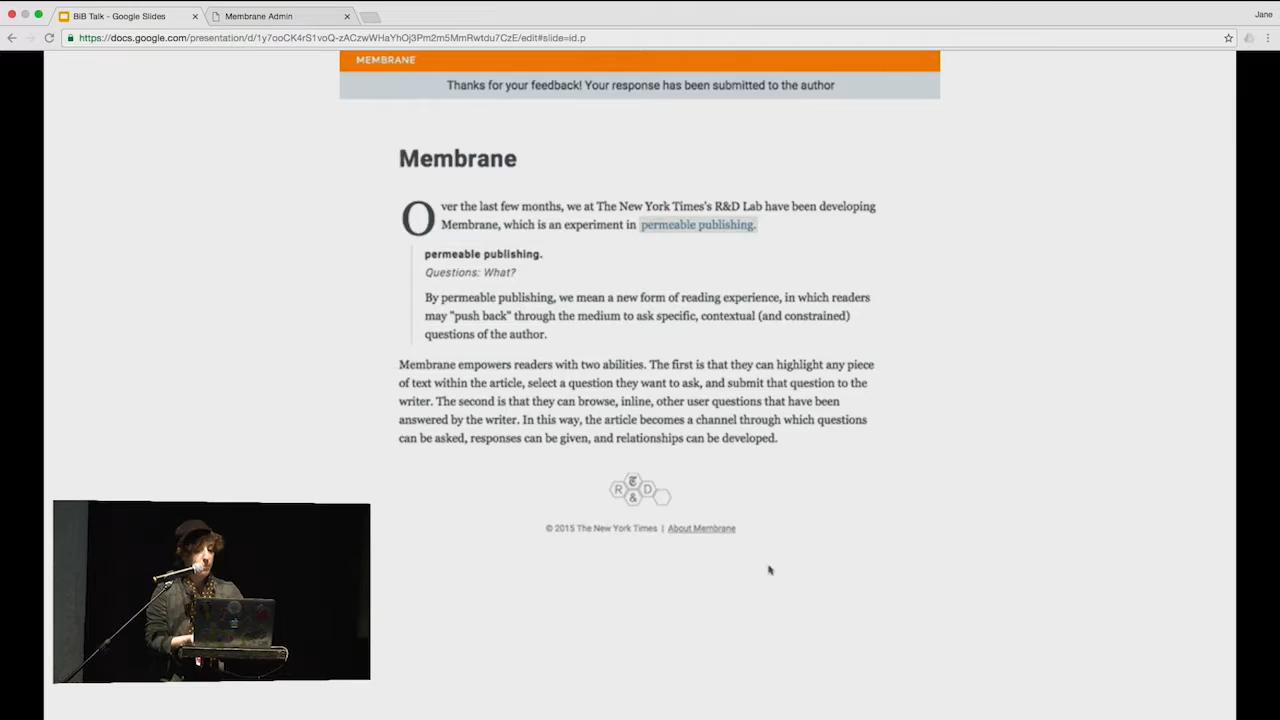 BiB Talk - Google Slides
Membrane Admin
Jane
https://docs.google.com/presentation/d/1y7ooCK4rS1voQ-zACzwWHaYhOj3Pm2m5MmRwtdu7CzE/edit#slide=id.p
MEMBRANE
Thanks for your feedback! Your response has been submitted to the author
Membrane
Over the last few months, we at The New York Times's R&D Lab have been developing
Membrane, which is an experiment in permeable publishing.
permeable publishing.
Questions: What?
By permeable publishing, we mean a new form of reading experience, in which readers
may "push back" through the medium to ask specific, contextual (and constrained)
questions of the author.
Membrane empowers readers with two abilities. The first is that they can highlight any piece
of text within the article, select a question they want to ask, and submit that question to the
writer. The second is that they can browse, inline, other user questions that have been
answered by the writer. In this way, the article becomes a channel through which questions
can be asked, responses can be given, and relationships can be developed.
T
R D
&
© 2015 The New York Times | About Membrane